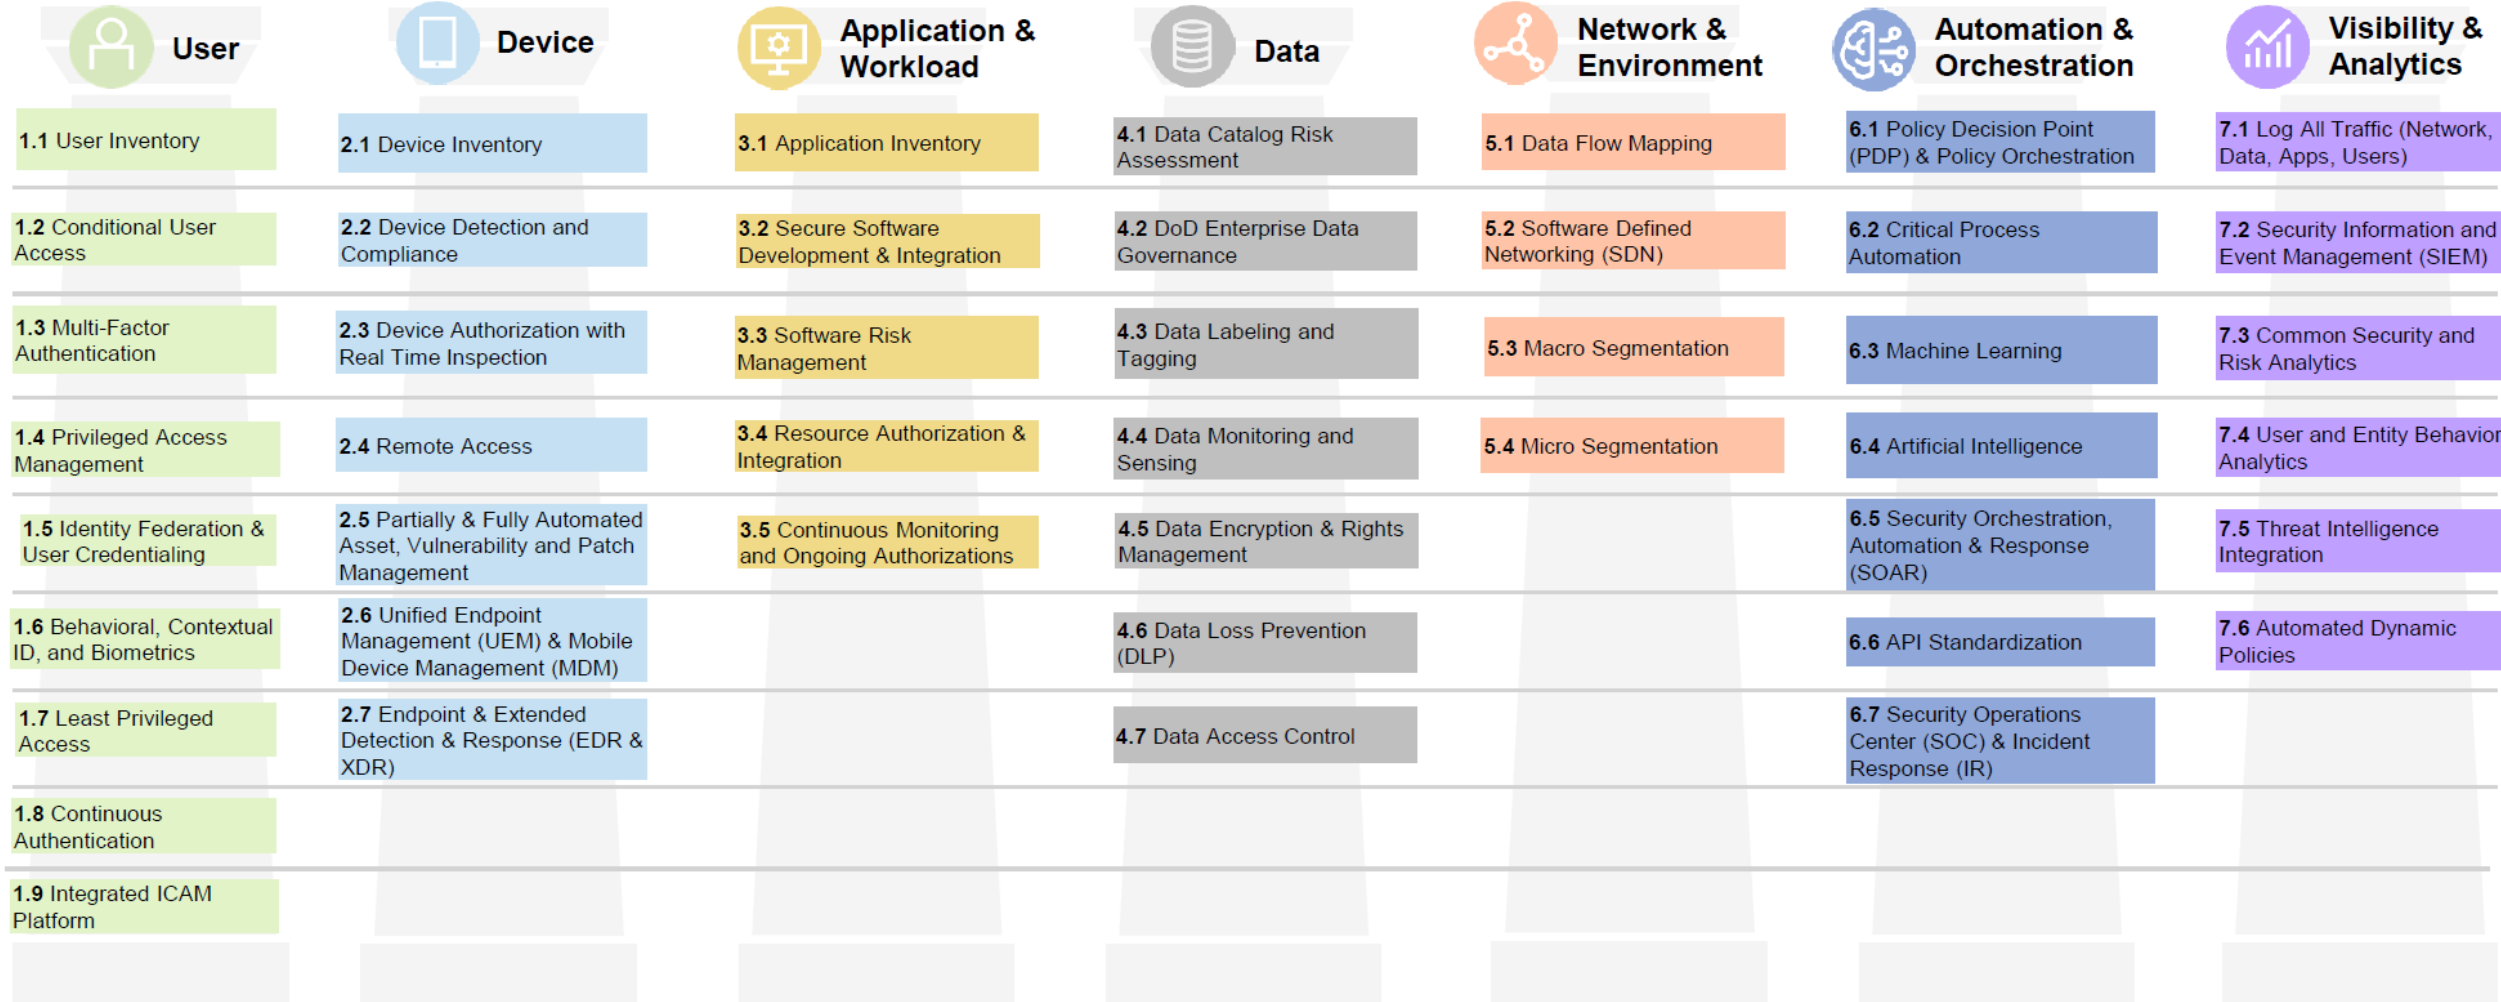 User
1.1 User Inventory
1.2 Conditional User
Access
1.3 Multi-Factor
Authentication
1.4 Privileged Access
Management
1.5 Identity Federation &
User Credentialing
1.6 Behavioral, Contextual
ID, and Biometrics
1.7 Least Privileged
Access
1.8 Continuous
Authentication
1.9 Integrated ICAM
Platform
Device
2.1 Device Inventory
2.2 Device Detection and
Compliance
2.3 Device Authorization with
Real Time Inspection
2.4 Remote Access
2.5 Partially & Fully Automated
Asset, Vulnerability and Patch
Management
2.6 Unified Endpoint
Management (UEM) & Mobile
Device Management (MDM)
2.7 Endpoint & Extended
Detection & Response (EDR &
XDR)
Application &
Workload
3.1 Application Inventory
3.2 Secure Software
Development & Integration
3.3 Software Risk
Management
3.4 Resource Authorization &
Integration
3.5 Continuous Monitoring
and Ongoing Authorizations
Data
4.1 Data Catalog Risk
Assessment
4.2 DoD Enterprise Data
Governance
4.3 Data Labeling and
Tagging
4.4 Data Monitoring and
Sensing
4.5 Data Encryption & Rights
Management
4.6 Data Loss Prevention
(DLP)
4.7 Data Access Control
Network &
Environment
5.1 Data Flow Mapping
5.2 Software Defined
Networking (SDN)
5.3 Macro Segmentation
5.4 Micro Segmentation
Automation &
Orchestration
6.1 Policy Decision Point
(PDP) & Policy Orchestration
6.2 Critical Process
Automation
6.3 Machine Learning
6.4 Artificial Intelligence
6.5 Security Orchestration,
Automation & Response
(SOAR)
6.6 API Standardization
6.7 Security Operations
Center (SOC) & Incident
Response (IR)
Visibility &
Analytics
7.1 Log All Traffic (Network,
Data, Apps, Users)
7.2 Security Information and
Event Management (SIEM)
7.3 Common Security and
Risk Analytics
7.4 User and Entity Behavior
Analytics
7.5 Threat Intelligence
Integration
7.6 Automated Dynamic
Policies